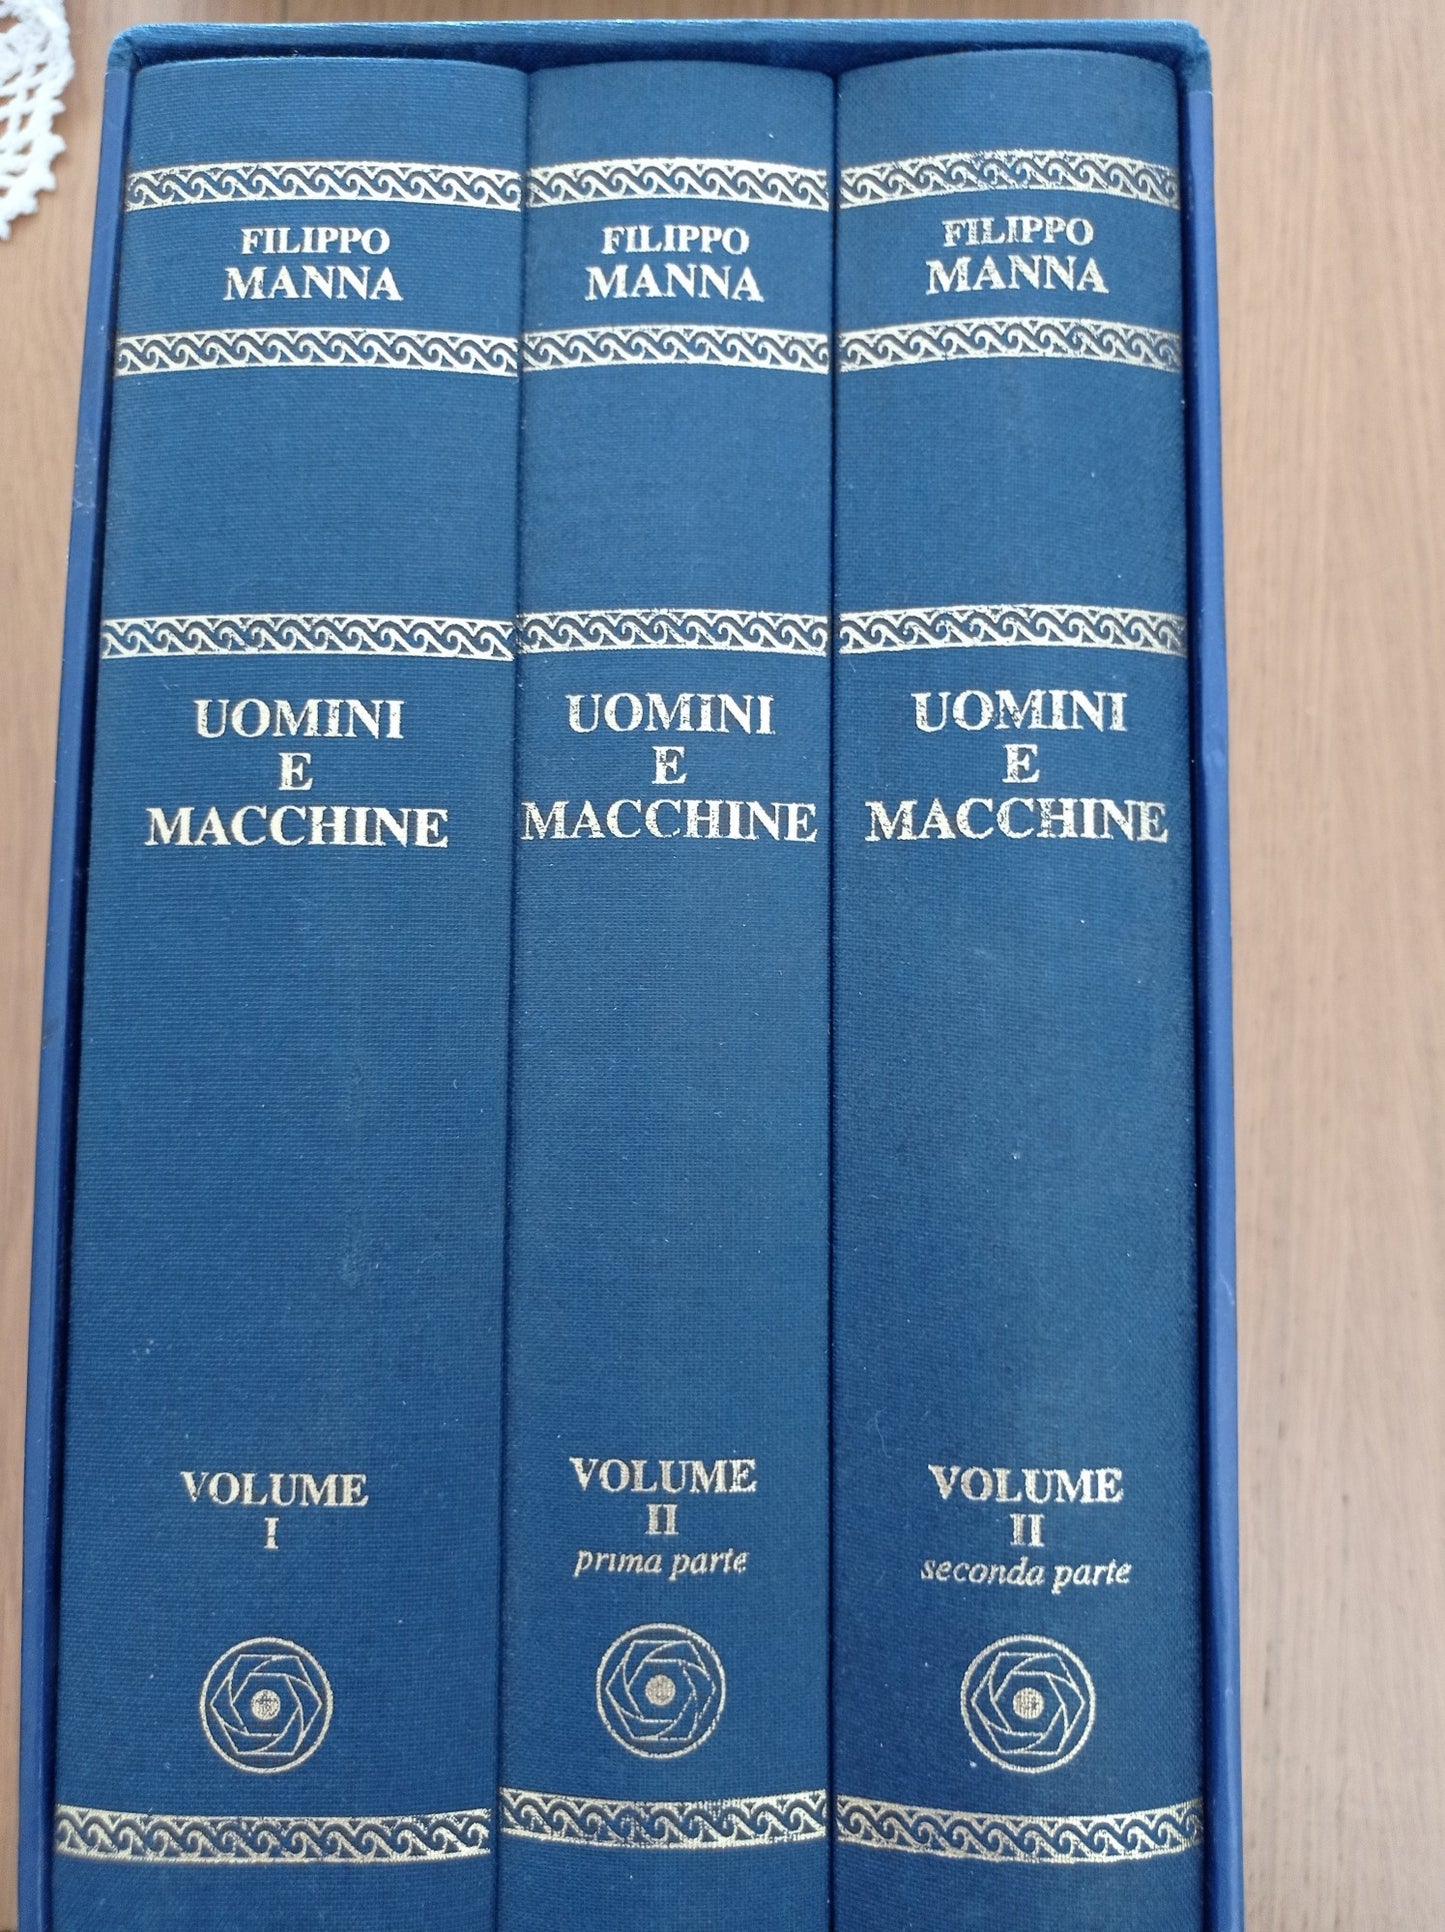 FILIPPO
MANNA
UOMINI
E
MACCHINE
VOLUME
I
FILIPPO
MANNA
UOMINI
E
MACCHINE
VOLUME
II
prima parte
FILIPPO
MANNA
UOMINI
E
MACCHINE
VOLUME
II
seconda parte